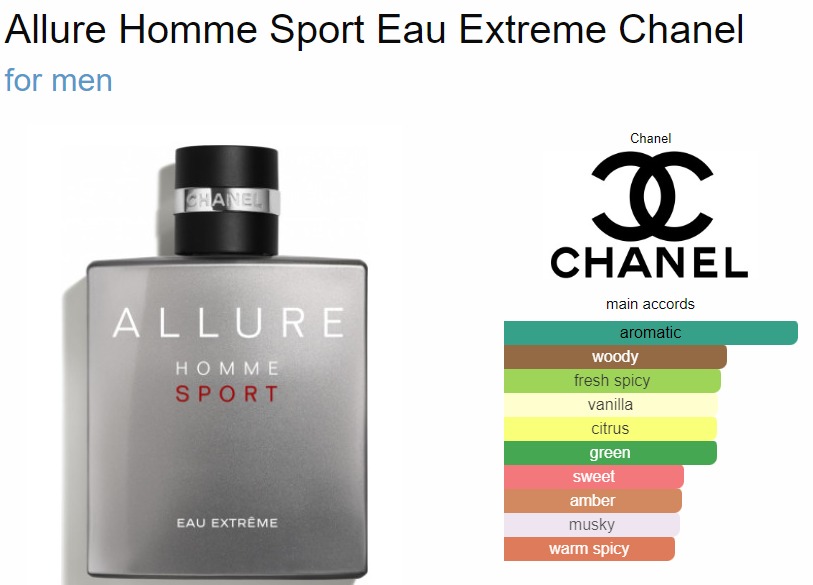 Allure Homme Sport Eau Extreme Chanel
for men
CHANEL
ALLURE
HOMME
SPORT
EAU EXTRÊME
Chanel
CHANEL
main accords
aromatic
woody
fresh spicy
vanilla
citrus
green
sweet
amber
musky
warm spicy